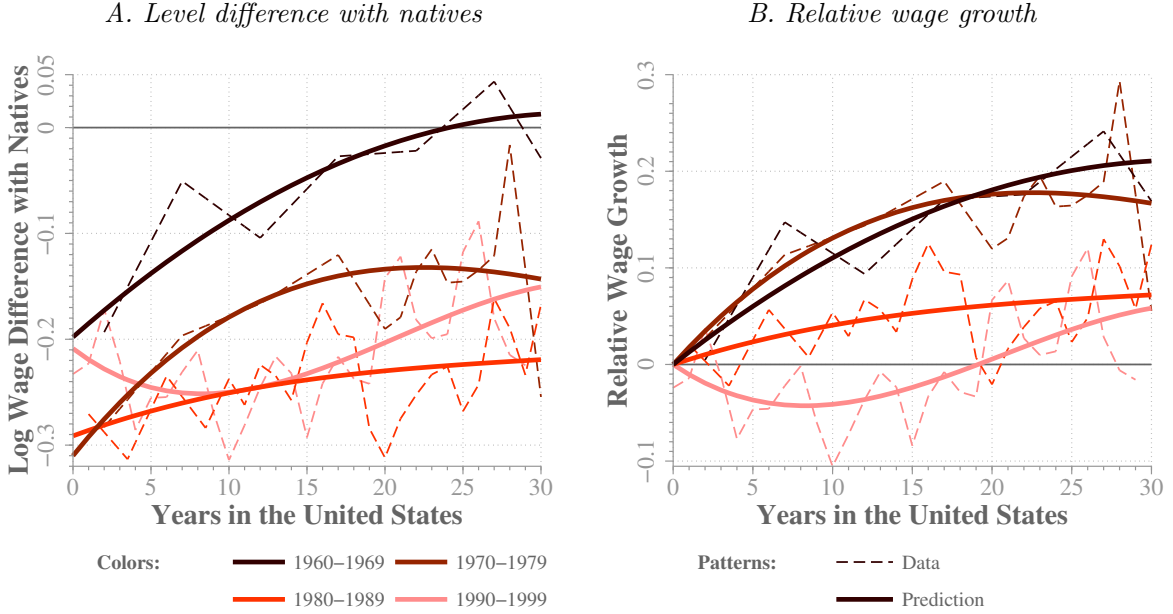 A. Level difference with natives
B. Relative wage growth
Log Wage Difference with Natives
0.05
0
−0.1
−0.2
−0.3
0 5 10 15 20 25 30
Years in the United States
Relative Wage Growth
0.3
0.2
0.1
0
−0.1
0 5 10 15 20 25 30
Years in the United States
Colors: 1960−1969 1970−1979
1980−1989 1990−1999
Patterns: Data
Prediction